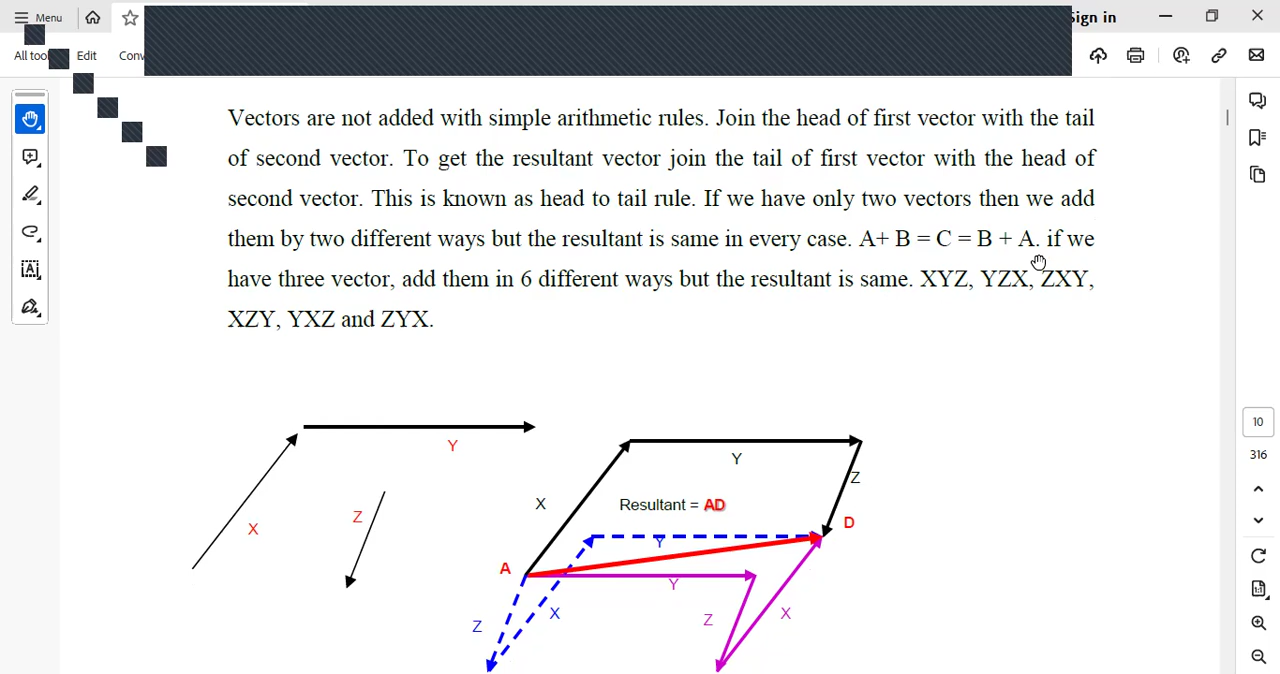 Menu
Sign in
Edit
Vectors are not added with simple arithmetic rules. Join the head of first vector with the tail
of second vector. To get the resultant vector join the tail of first vector with the head of
second vector. This is known as head to tail rule. If we have only two vectors then we add
them by two different ways but the resultant is same in every case. A+ B = C = B + A. if we
have three vector, add them in 6 different ways but the resultant is same. XYZ, YZX, ZXY,
XZY, YXZ and ZYX.
Y
X
Z
Y
X
Z
Resultant = AD
D
Y
A
Y
Z
X
Z
X
10
316